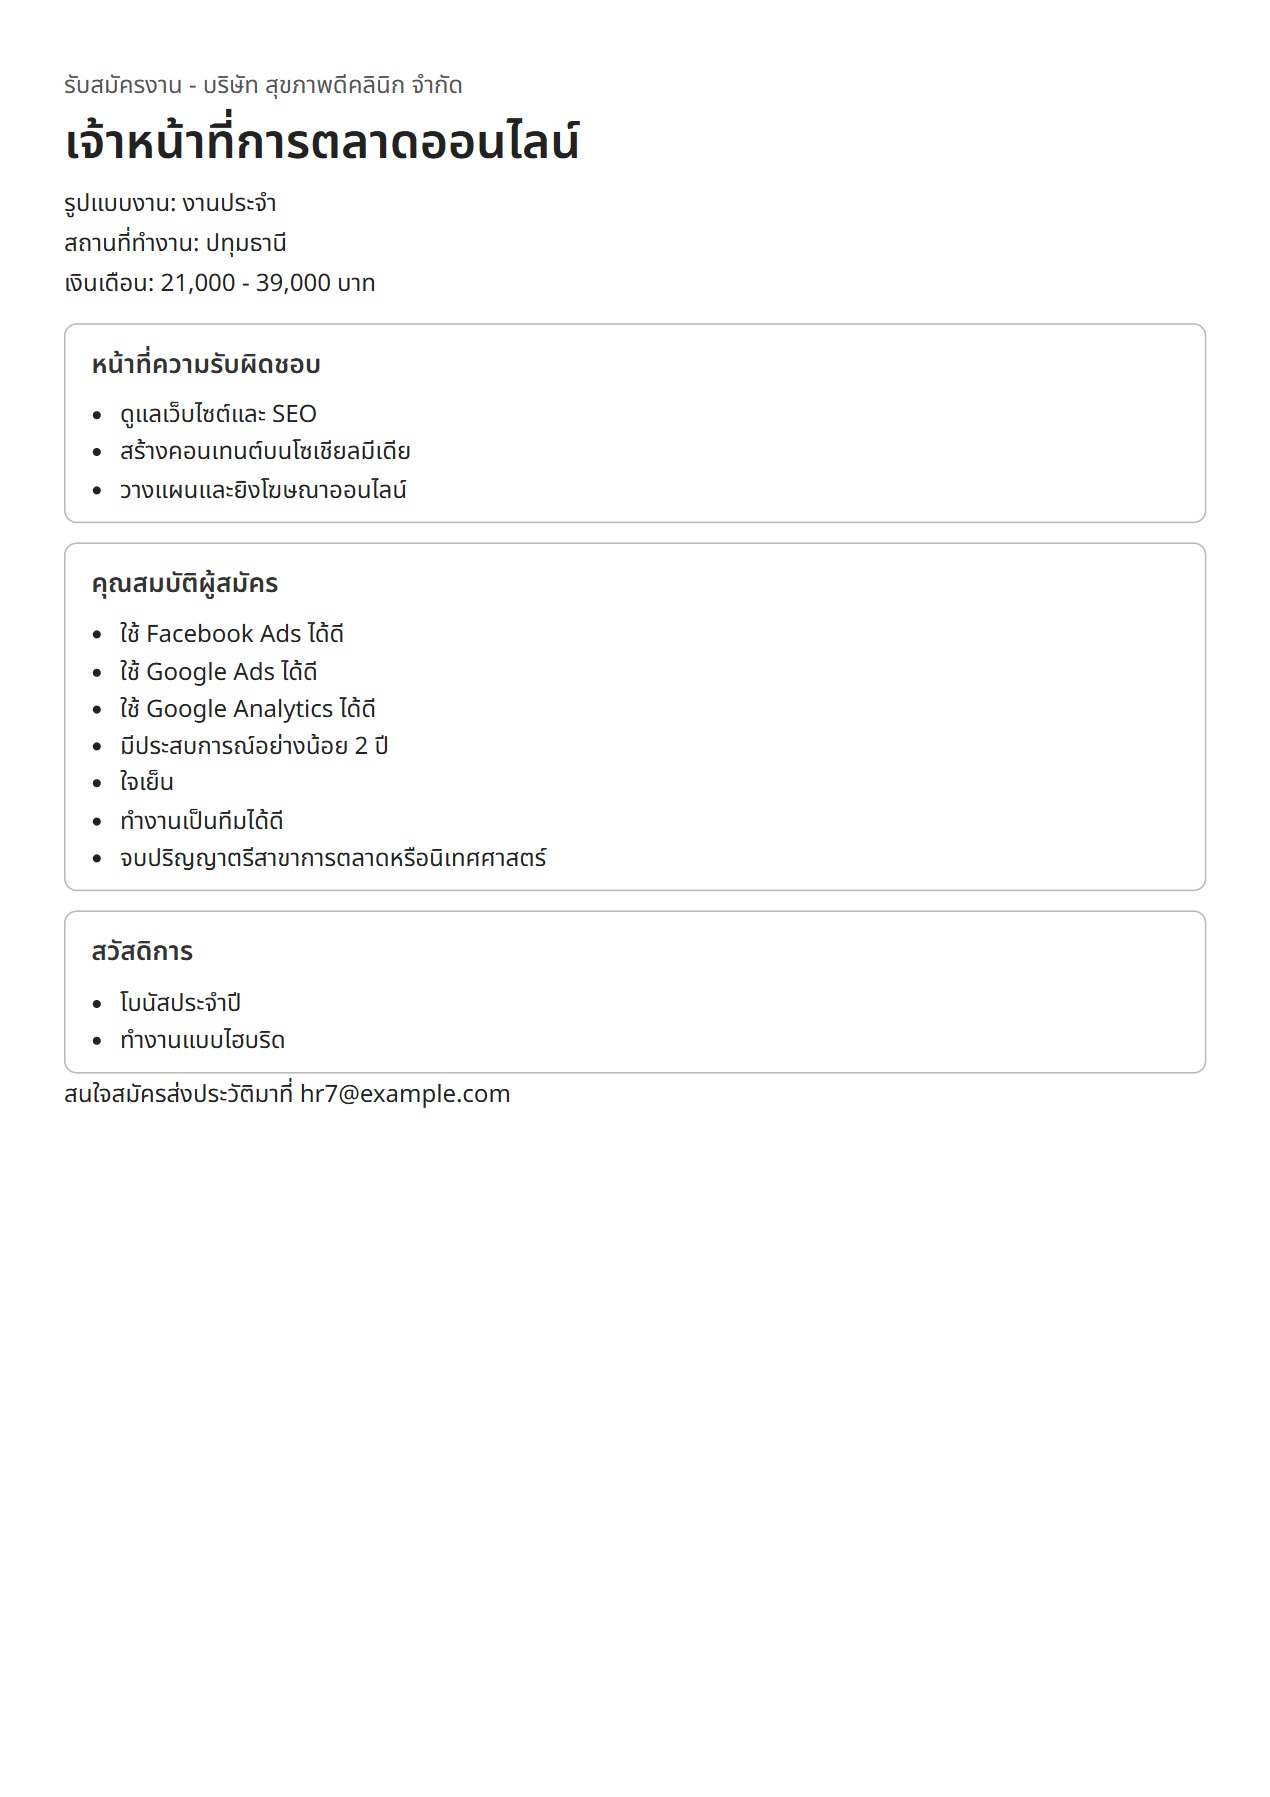 รับสมัครงาน - บริษัท สุขภาพดีคลินิก จำกัด
เจ้าหน้าที่การตลาดออนไลน์
รูปแบบงาน: งานประจำ
สถานที่ทำงาน: ปทุมธานี
เงินเดือน: 21,000 - 39,000 บาท
หน้าที่ความรับผิดชอบ
• ดูแลเว็บไซต์และ SEO
• สร้างคอนเทนต์บนโซเชียลมีเดีย
• วางแผนและยิงโฆษณาออนไลน์
คุณสมบัติผู้สมัคร
• ใช้ Facebook Ads ได้ดี
• ใช้ Google Ads ได้ดี
• ใช้ Google Analytics ได้ดี
• มีประสบการณ์อย่างน้อย 2 ปี
• ใจเย็น
• ทำงานเป็นทีมได้ดี
• จบปริญญาตรีสาขาการตลาดหรือนิเทศศาสตร์
สวัสดิการ
• โบนัสประจำปี
• ทำงานแบบไฮบริด
สนใจสมัครส่งประวัติมาที่ hr7@example.com